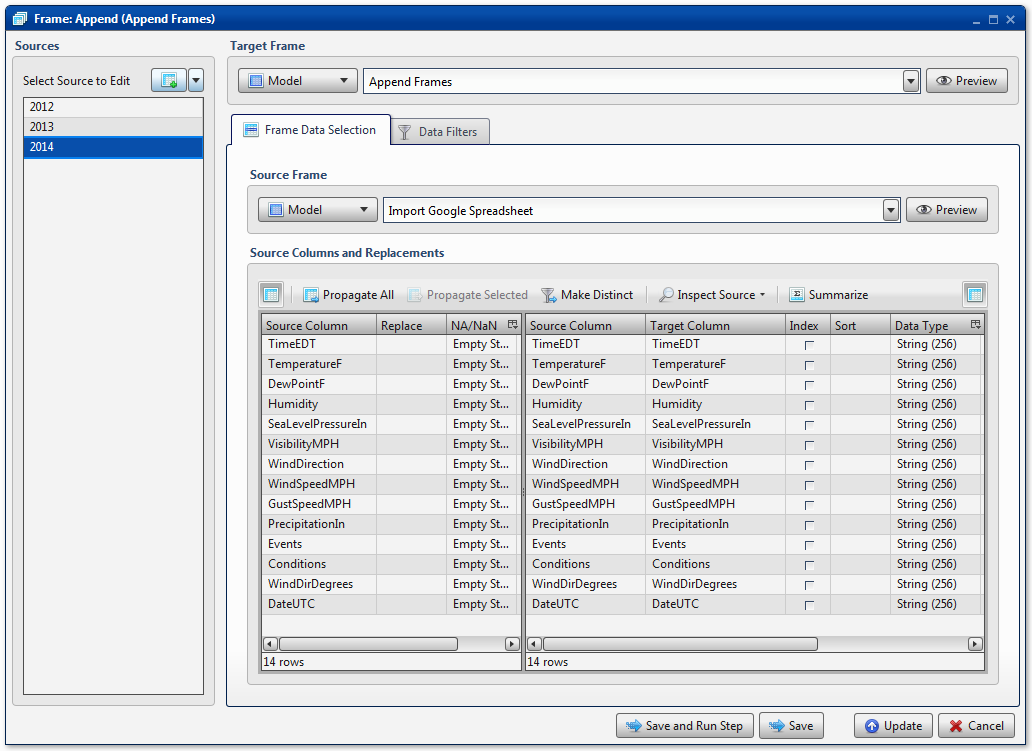 Frame: Append (Append Frames)
Sources
Target Frame
Select Source to Edit
Model Append Frames Preview
2012
2013
2014
Frame Data Selection Data Filters
Source Frame
Model Import Google Spreadsheet Preview
Source Columns and Replacements
Propagate All Propagate Selected Make Distinct Inspect Source Summarize
Source Column Replace NA/NaN Source Column Target Column Index Sort Data Type
TimeEDT Empty St... TimeEDT TimeEDT String (256)
TemperatureF Empty St... TemperatureF TemperatureF String (256)
DewPointF Empty St... DewPointF DewPointF String (256)
Humidity Empty St... Humidity Humidity String (256)
SeaLevelPressureIn Empty St... SeaLevelPressureIn SeaLevelPressureIn String (256)
VisibilityMPH Empty St... VisibilityMPH VisibilityMPH String (256)
WindDirection Empty St... WindDirection WindDirection String (256)
WindSpeedMPH Empty St... WindSpeedMPH WindSpeedMPH String (256)
GustSpeedMPH Empty St... GustSpeedMPH GustSpeedMPH String (256)
PrecipitationIn Empty St... PrecipitationIn PrecipitationIn String (256)
Events Empty St... Events Events String (256)
Conditions Empty St... Conditions Conditions String (256)
WindDirDegrees Empty St... WindDirDegrees WindDirDegrees String (256)
DateUTC Empty St... DateUTC DateUTC String (256)
14 rows 14 rows
Save and Run Step Save Update Cancel